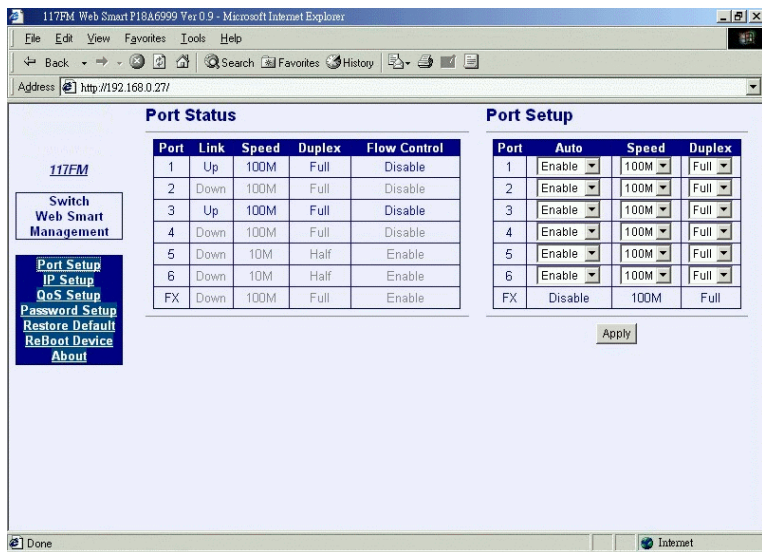 117FM Web Smart P18A6999 Ver 0.9 - Microsoft Internet Explorer
File Edit View Favorites Tools Help
Back Search Favorites History
Address http://192.168.0.27/
117FM
Switch
Web Smart
Management
Port Setup
IP Setup
QoS Setup
Password Setup
Restore Default
ReBoot Device
About
Port Status
Port Link Speed Duplex Flow Control
1 Up 100M Full Disable
2 Down 100M Full Disable
3 Up 100M Full Disable
4 Down 100M Full Disable
5 Down 10M Half Enable
6 Down 10M Half Enable
FX Down 100M Full Enable
Port Setup
Port Auto Speed Duplex
1 Enable 100M Full
2 Enable 100M Full
3 Enable 100M Full
4 Enable 100M Full
5 Enable 100M Full
6 Enable 100M Full
FX Disable 100M Full
Apply
Done
Internet